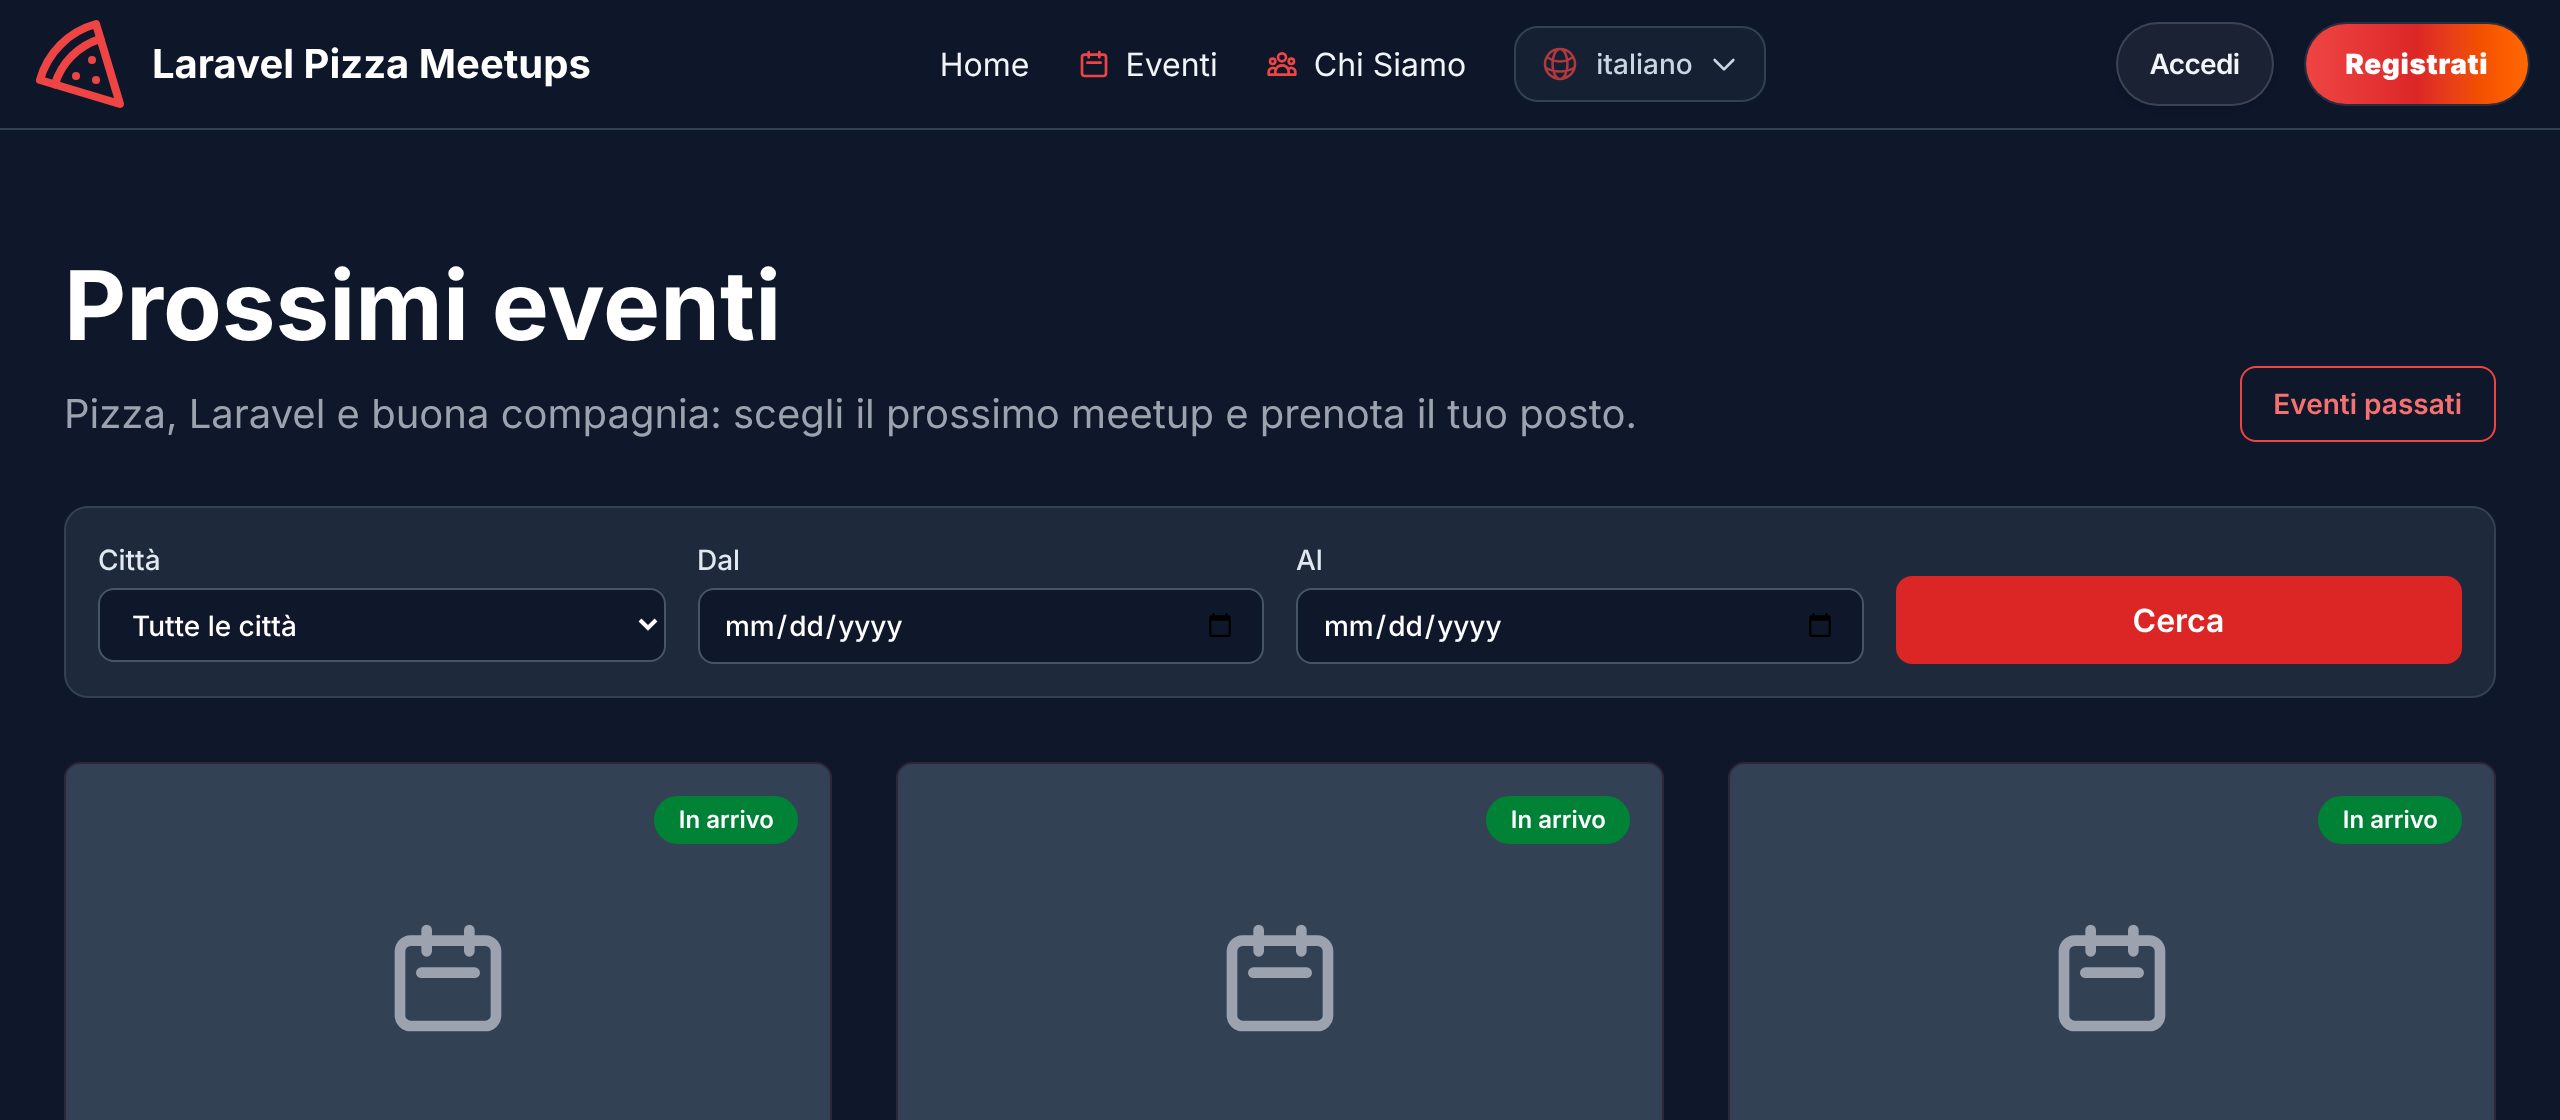 Laravel Pizza Meetups
Home
Eventi
Chi Siamo
italiano
Accedi
Registrati
Prossimi eventi
Pizza, Laravel e buona compagnia: scegli il prossimo meetup e prenota il tuo posto.
Eventi passati
Città
Dal
Al
Tutte le città
mm/dd/yyyy
mm/dd/yyyy
Cerca
In arrivo
In arrivo
In arrivo